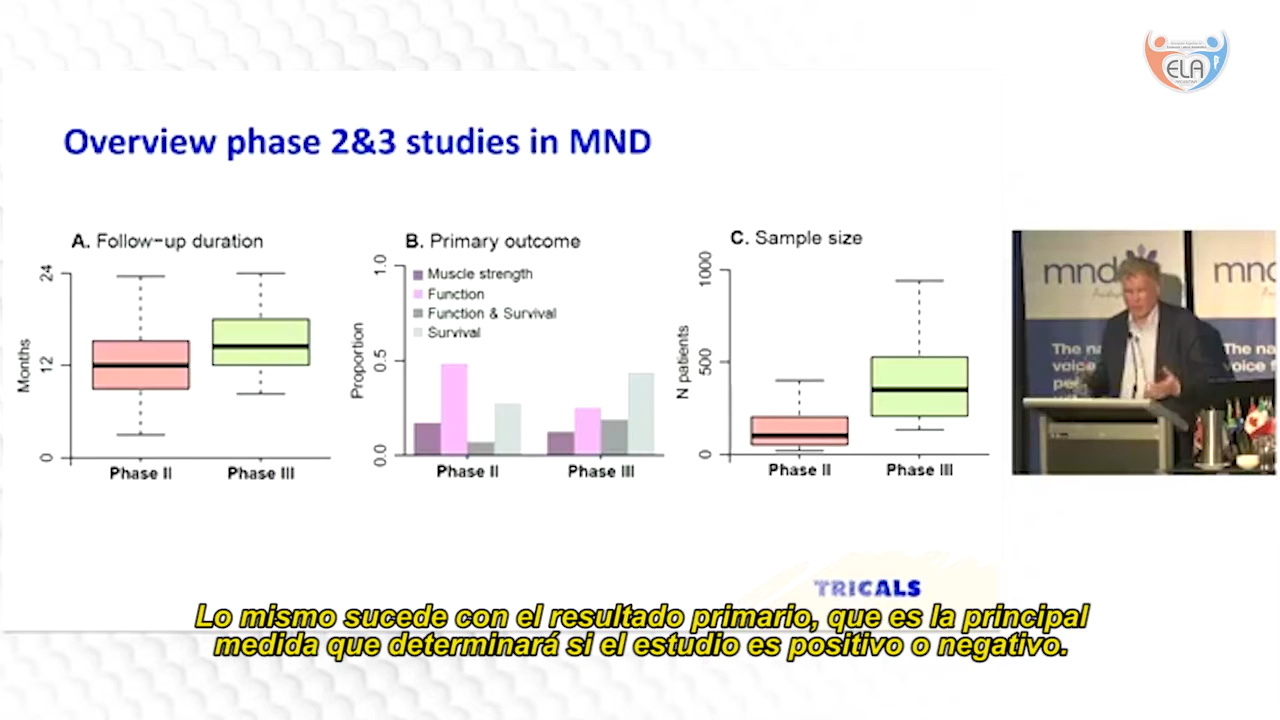 ELA
Overview phase 2&3 studies in MND
A. Follow-up duration
24
12
0
Months
Phase II
Phase III
B. Primary outcome
1.0
0.5
0.0
Proportion
Muscle strength
Function
Function & Survival
Survival
Phase II
Phase III
C. Sample size
1000
500
0
N patients
Phase II
Phase III
mnd
mnd
The na
voice
pe
The na
voice f
TRICALS
Lo mismo sucede con el resultado primario, que es la principal
medida que determinará si el estudio es positivo o negativo.